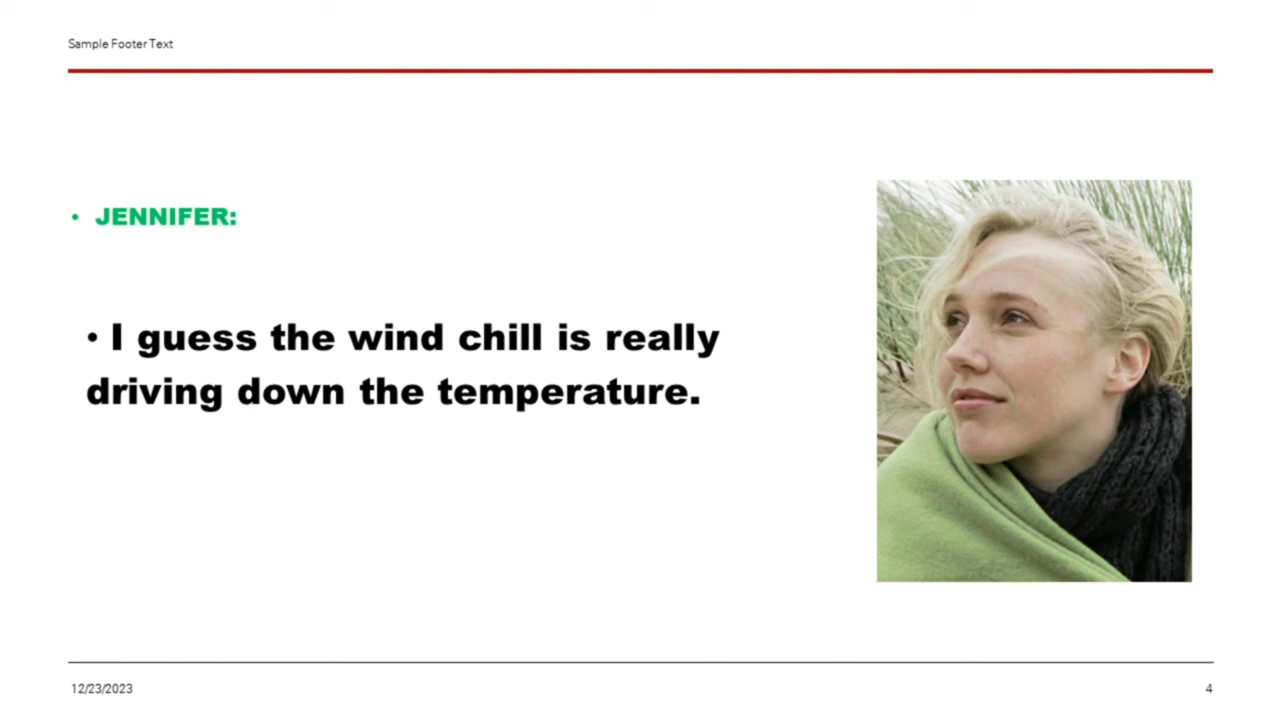 Sample Footer Text
• JENNIFER:
• I guess the wind chill is really
driving down the temperature.
12/23/2023
4